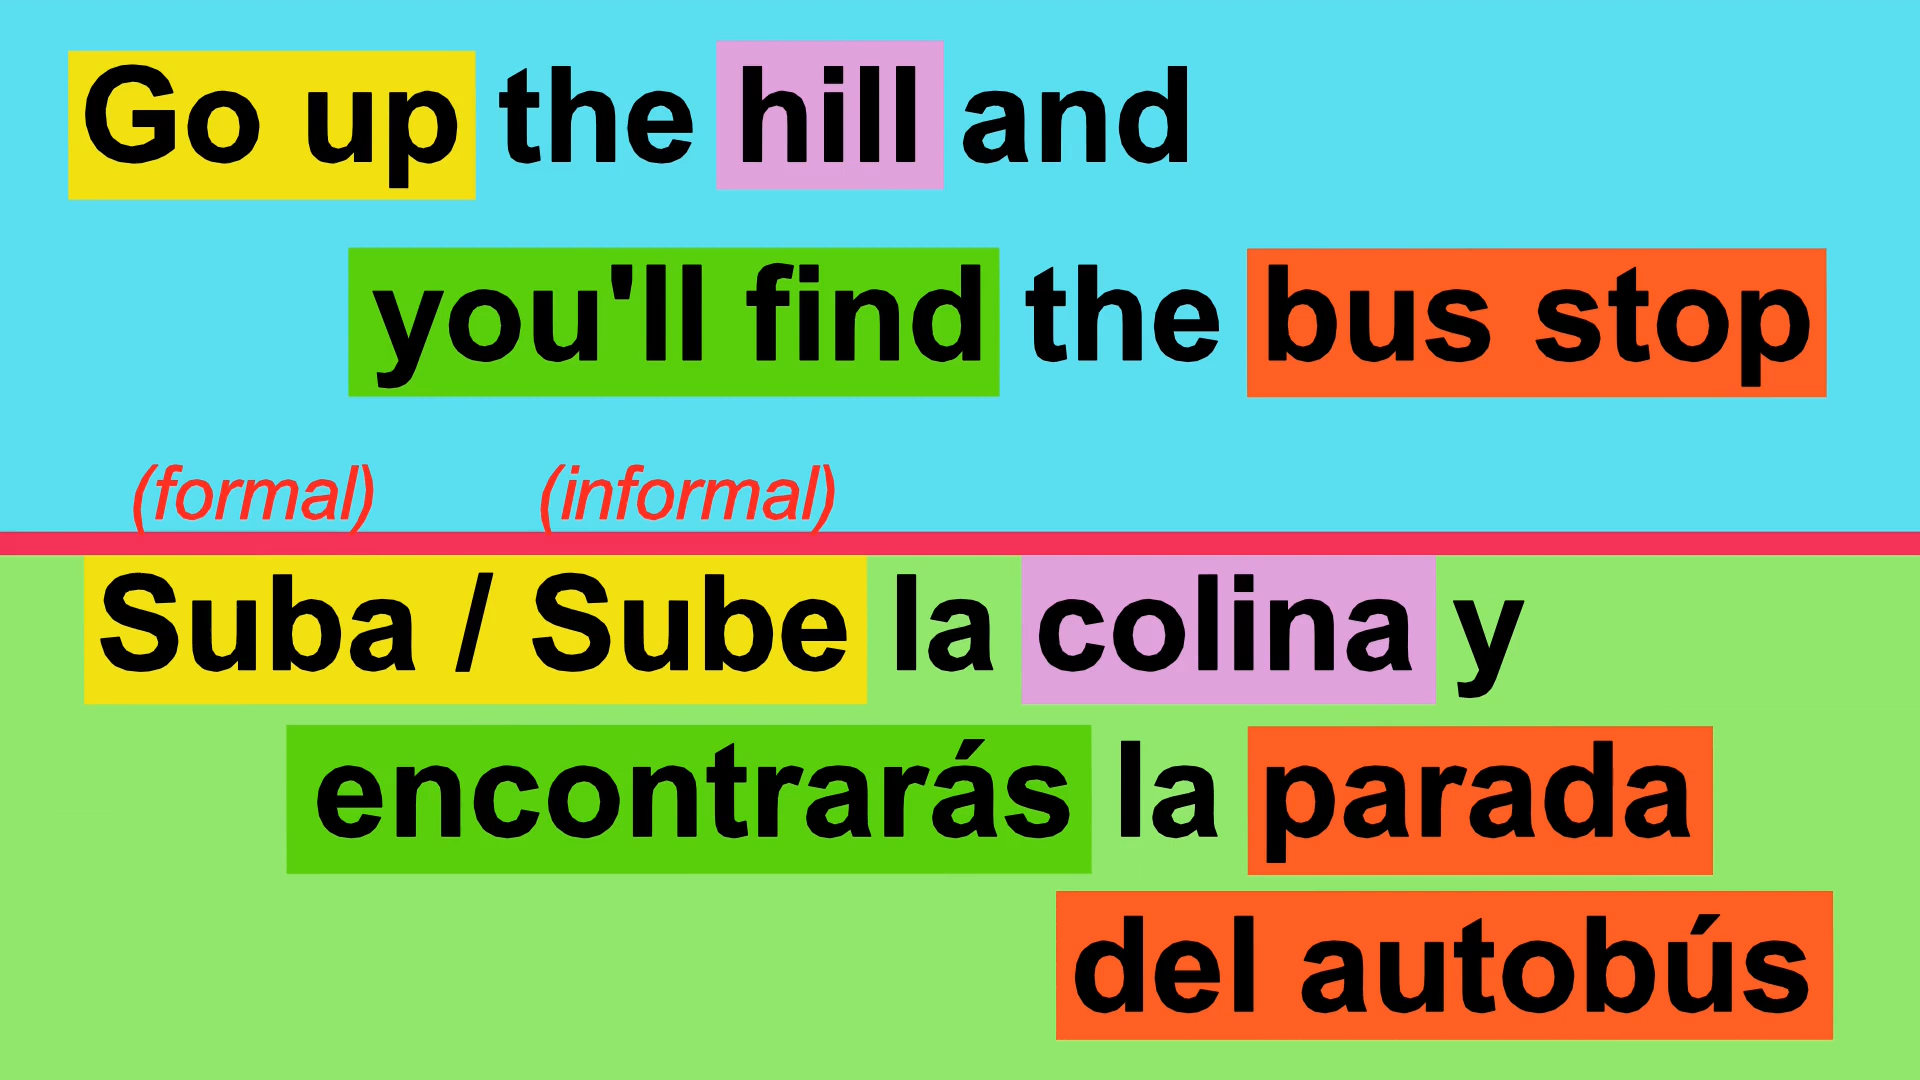 Go up the hill and
you'll find the bus stop
(formal) (informal)
Suba / Sube la colina y
encontrarás la parada
del autobús